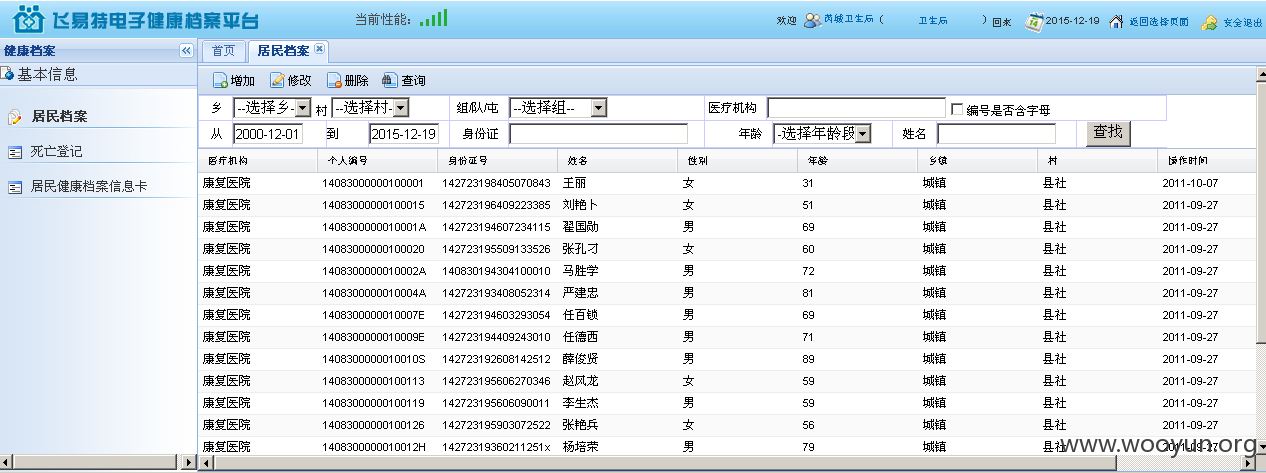 飞易特电子健康档案平台 当前性能: 欢迎 芮城卫生局 ( 卫生局 ) 回来 2015-12-19 返回选择页面 安全退出
健康档案 首页 居民档案
基本信息 增加 修改 删除 查询
居民档案
死亡登记
居民健康档案信息卡
乡 --选择乡- 村 --选择村- 组/队/屯 --选择组-- 医疗机构 编号是否含字母
从 2000-12-01 到 2015-12-19 身份证 年龄 -选择年龄段 姓名 查找
医疗机构 个人编号 身份证号 姓名 性别 年龄 乡镇 村 操作时间
康复医院 14083000000100001 142723198405070843 王丽 女 31 城镇 县社 2011-10-07
康复医院 14083000000100015 142723196409223385 刘艳卜 女 51 城镇 县社 2011-09-27
康复医院 1408300000010001A 142723194607234115 翟国勋 男 69 城镇 县社 2011-09-27
康复医院 14083000000100020 142723195509133526 张孔刁 女 60 城镇 县社 2011-09-27
康复医院 1408300000010002A 140830194304100010 马胜学 男 72 城镇 县社 2011-09-27
康复医院 1408300000010004A 142723193408052314 严建忠 男 81 城镇 县社 2011-09-27
康复医院 1408300000010007E 142723194603293054 任百锁 男 69 城镇 县社 2011-09-27
康复医院 1408300000010009E 142723194409243010 任德西 男 71 城镇 县社 2011-09-27
康复医院 1408300000010010S 142723192608142512 薛俊贤 男 89 城镇 县社 2011-09-27
康复医院 14083000000100113 142723195606270346 赵凤龙 女 59 城镇 县社 2011-09-27
康复医院 14083000000100119 142723195606090011 李生杰 男 59 城镇 县社 2011-09-27
康复医院 14083000000100126 142723195903072522 张艳兵 女 56 城镇 县社 2011-09-27
康复医院 1408300000010012H 14272319360211251x 杨培荣 男 79 城镇 县社 2011-09-27
www.wooyun.org